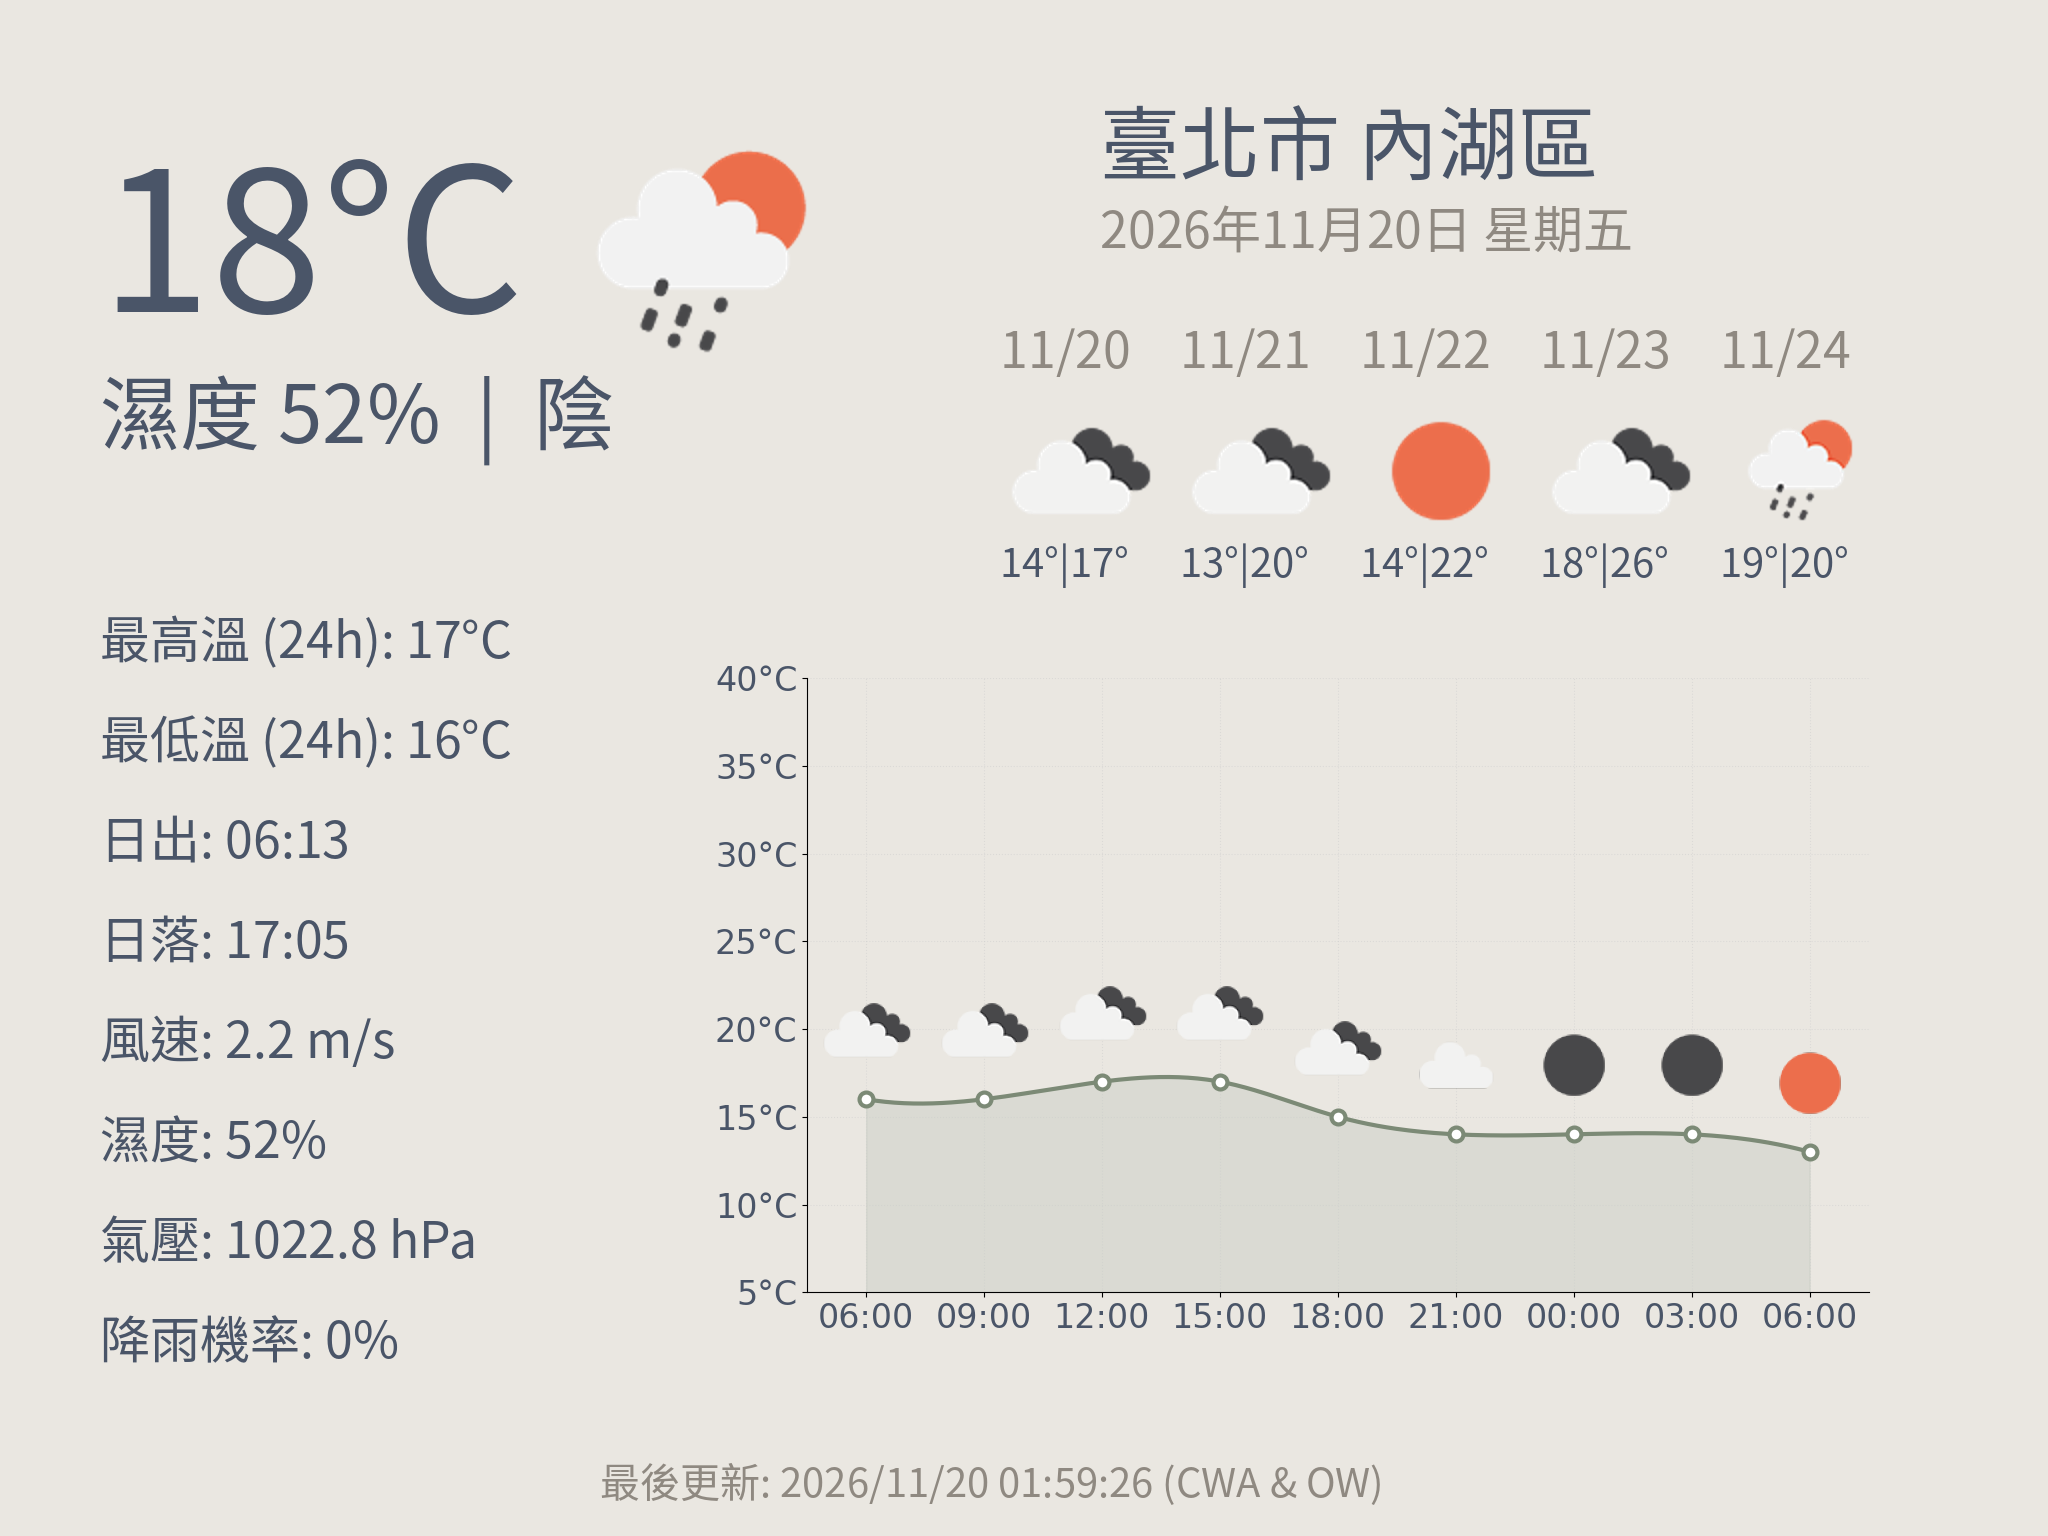 18°C
濕度 52% | 陰
臺北市 內湖區
2026年11月20日 星期五
11/20 11/21 11/22 11/23 11/24
14°|17° 13°|20° 14°|22° 18°|26° 19°|20°
最高溫 (24h): 17°C
最低溫 (24h): 16°C
日出: 06:13
日落: 17:05
風速: 2.2 m/s
濕度: 52%
氣壓: 1022.8 hPa
降雨機率: 0%
40°C
35°C
30°C
25°C
20°C
15°C
10°C
5°C
06:00 09:00 12:00 15:00 18:00 21:00 00:00 03:00 06:00
最後更新: 2026/11/20 01:59:26 (CWA & OW)